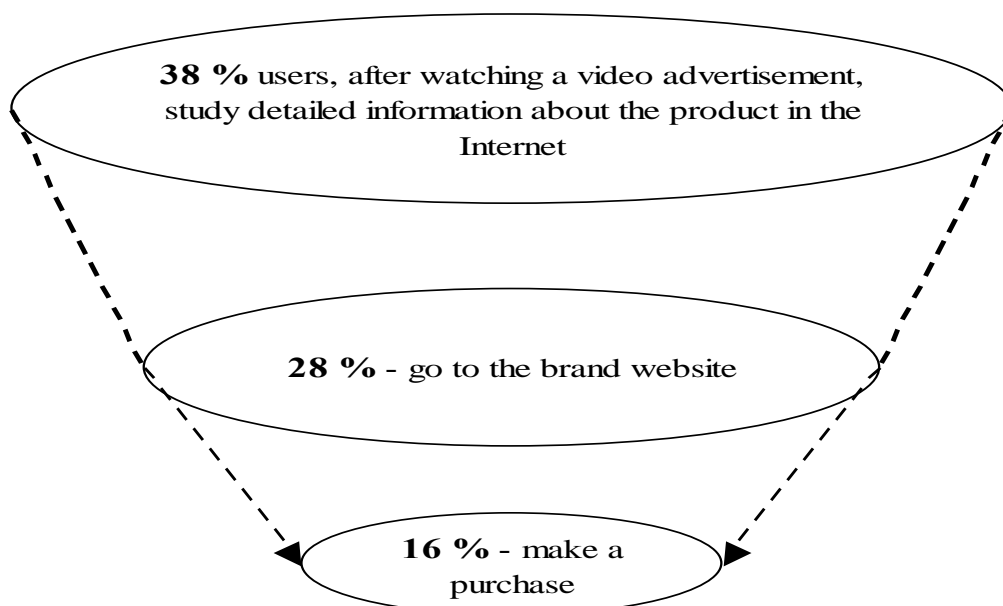 38 % users, after watching a video advertisement,
study detailed information about the product in the
Internet
28 % - go to the brand website
16 % - make a
purchase